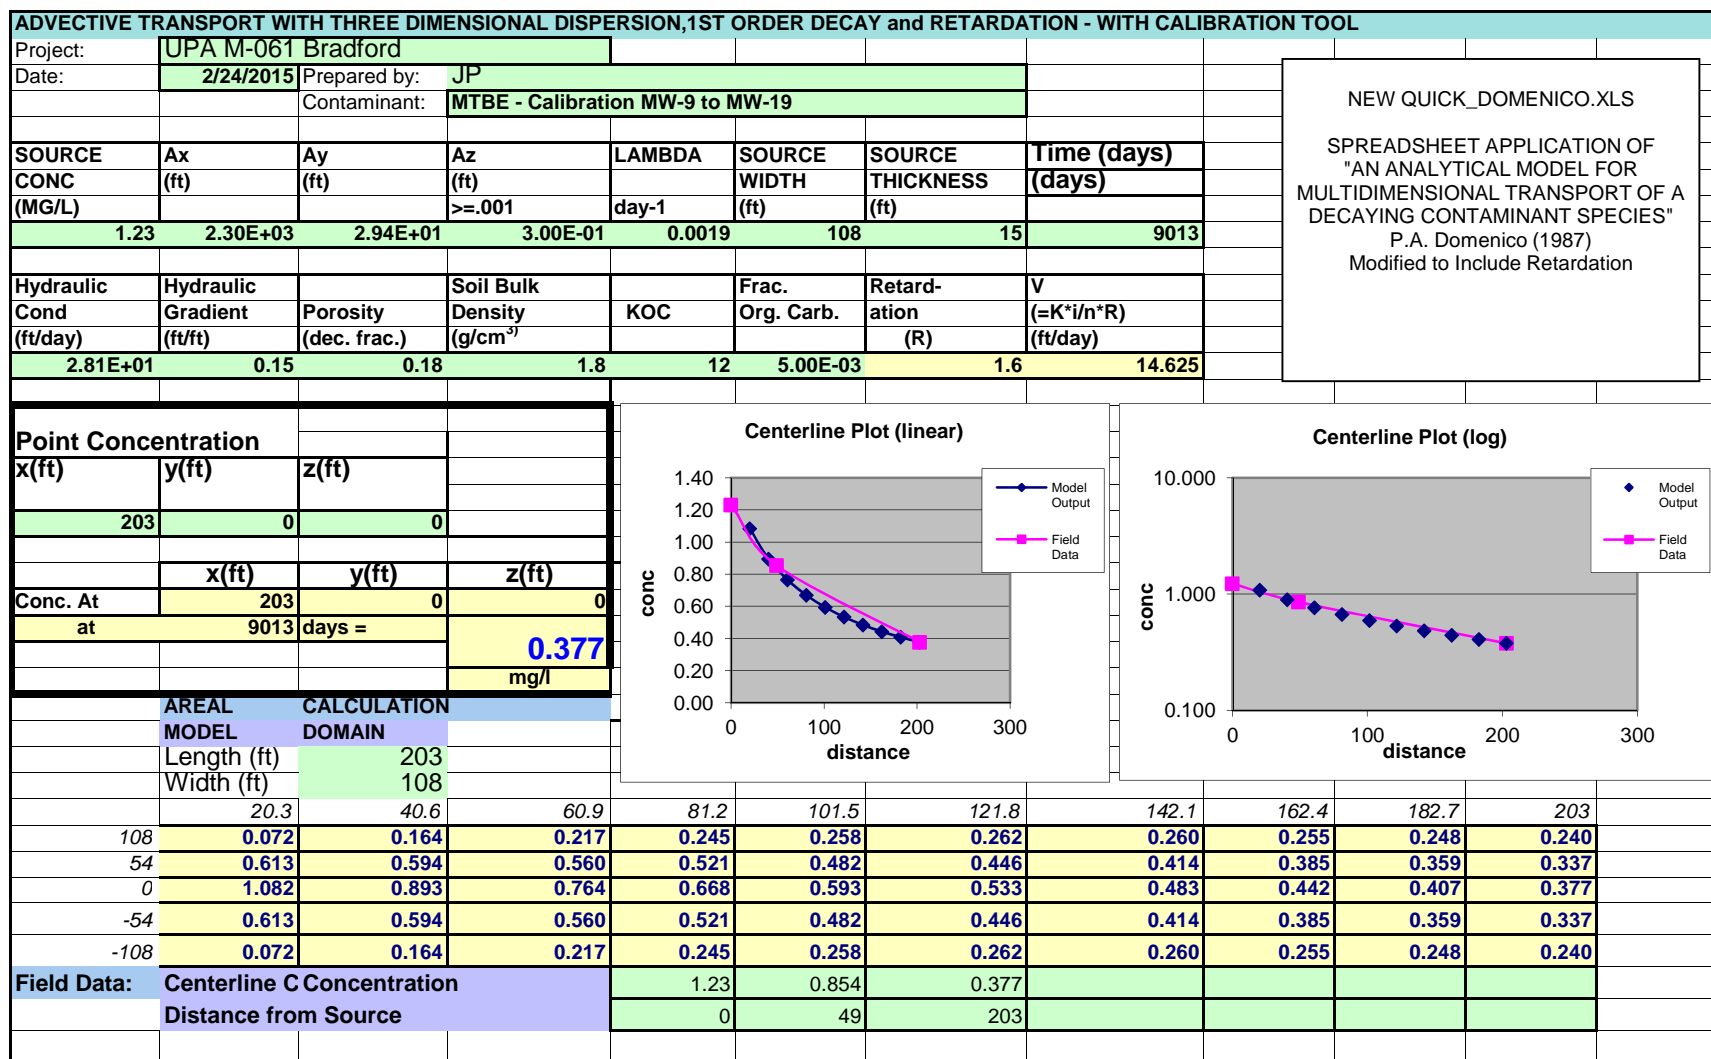 ADVECTIVE TRANSPORT WITH THREE DIMENSIONAL DISPERSION,1ST ORDER DECAY and RETARDATION - WITH CALIBRATION TOOL
Project: UPA M-061 Bradford
Date: 2/24/2015 Prepared by: JP
Contaminant: MTBE - Calibration MW-9 to MW-19
NEW QUICK_DOMENICO.XLS
SPREADSHEET APPLICATION OF
"AN ANALYTICAL MODEL FOR
MULTIDIMENSIONAL TRANSPORT OF A
DECAYING CONTAMINANT SPECIES"
P.A. Domenico (1987)
Modified to Include Retardation
SOURCE Ax Ay Az LAMBDA SOURCE SOURCE Time (days)
CONC (ft) (ft) (ft) WIDTH THICKNESS (days)
(MG/L) >=.001 day-1 (ft) (ft)
1.23 2.30E+03 2.94E+01 3.00E-01 0.0019 108 15 9013
Hydraulic Hydraulic Soil Bulk Frac. Retard- V
Cond Gradient Porosity Density KOC Org. Carb. ation (=K*i/n*R)
(ft/day) (ft/ft) (dec. frac.) (g/cm3) (R) (ft/day)
2.81E+01 0.15 0.18 1.8 12 5.00E-03 1.6 14.625
Point Concentration
x(ft) y(ft) z(ft)
203 0 0
x(ft) y(ft) z(ft)
Conc. At 203 0 0
at 9013 days =
0.377
mg/l
Centerline Plot (linear)
1.40
1.20
1.00
0.80
0.60
0.40
0.20
0.00
conc
0 100 200 300
distance
Model
Output
Field
Data
Centerline Plot (log)
10.000
1.000
0.100
conc
0 100 200 300
distance
Model
Output
Field
Data
AREAL CALCULATION
MODEL DOMAIN
Length (ft) 203
Width (ft) 108
20.3 40.6 60.9 81.2 101.5 121.8 142.1 162.4 182.7 203
108 0.072 0.164 0.217 0.245 0.258 0.262 0.260 0.255 0.248 0.240
54 0.613 0.594 0.560 0.521 0.482 0.446 0.414 0.385 0.359 0.337
0 1.082 0.893 0.764 0.668 0.593 0.533 0.483 0.442 0.407 0.377
-54 0.613 0.594 0.560 0.521 0.482 0.446 0.414 0.385 0.359 0.337
-108 0.072 0.164 0.217 0.245 0.258 0.262 0.260 0.255 0.248 0.240
Field Data: Centerline C Concentration 1.23 0.854 0.377
Distance from Source 0 49 203